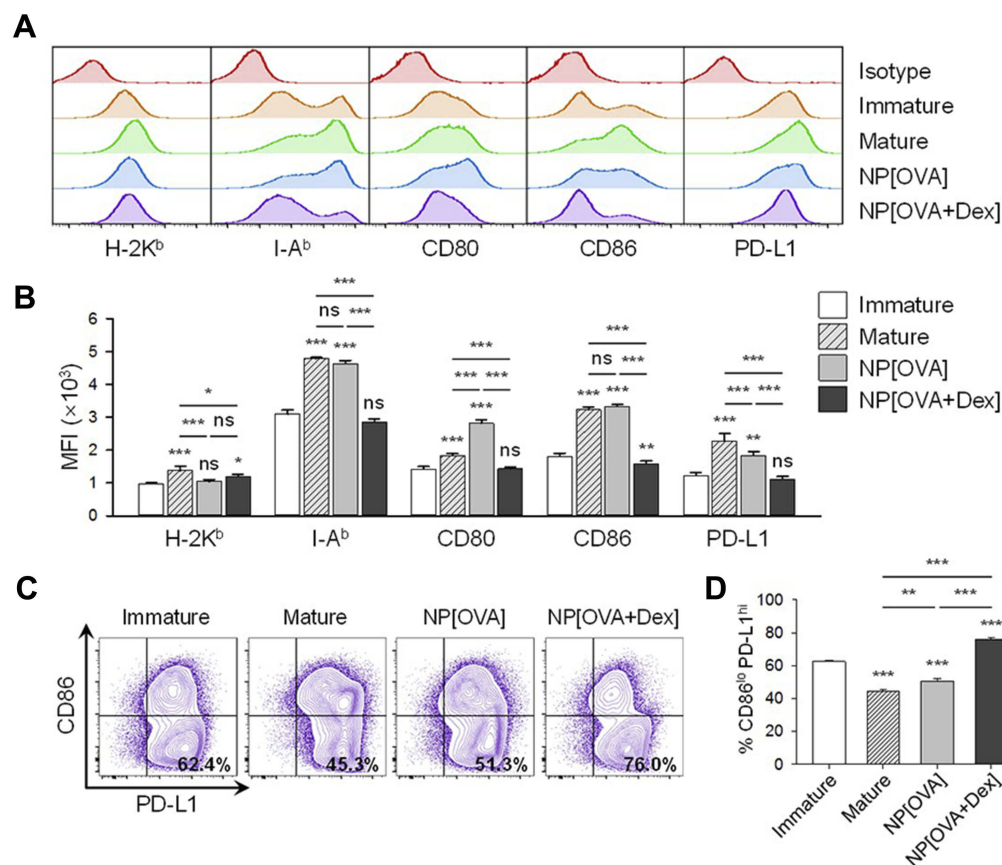 A
Isotype
Immature
Mature
NP[OVA]
NP[OVA+Dex]
H-2Kᵇ I-Aᵇ CD80 CD86 PD-L1
B
MFI (×10³)
6
5
4
3
2
1
0
*
*** ns
*** ns *
***
ns ***
*** *** ns
***
*** ***
*** *** ns
***
ns ***
*** *** **
***
*** ***
*** ** ns
H-2Kᵇ I-Aᵇ CD80 CD86 PD-L1
Immature
Mature
NP[OVA]
NP[OVA+Dex]
C
Immature Mature NP[OVA] NP[OVA+Dex]
CD86
62.4% 45.3% 51.3% 76.0%
PD-L1
D
% CD86ˡᵒ PD-L1ʰⁱ
100
80
60
40
20
0
***
** ***
*** *** ***
Immature
Mature
NP[OVA]
NP[OVA+Dex]